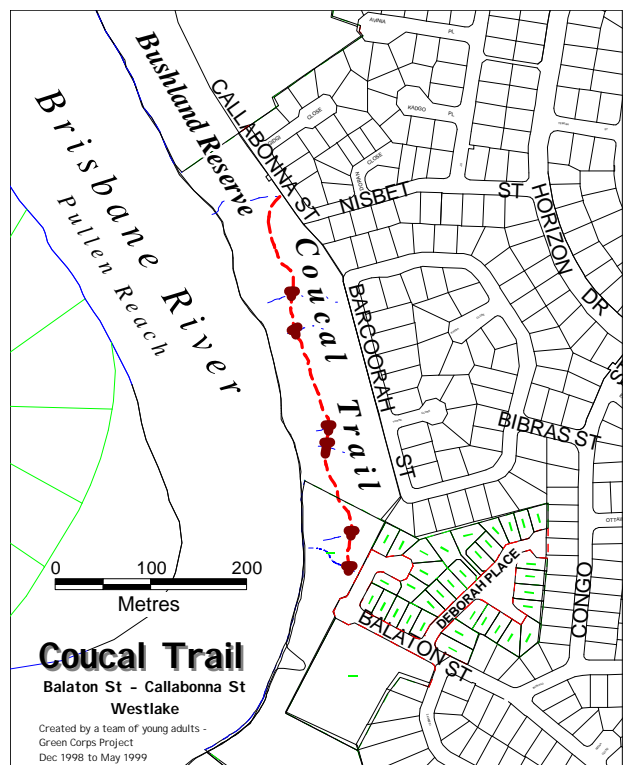 AVINIA
PL
Bushland Reserve
CALLABONNA ST
KADGO
PL
CLOSE
CLOSE
Brisbane River
Pullen Reach
NISBET
ST
HORIZON
DR
Coucal Trail
BARCOORAH
ST
BIBRAS ST
OTTAW
DEBORAH PLACE
CONGO
BALATON ST
0 100 200
Metres
Coucal Trail
Balaton St - Callabonna St
Westlake
Created by a team of young adults -
Green Corps Project
Dec 1998 to May 1999